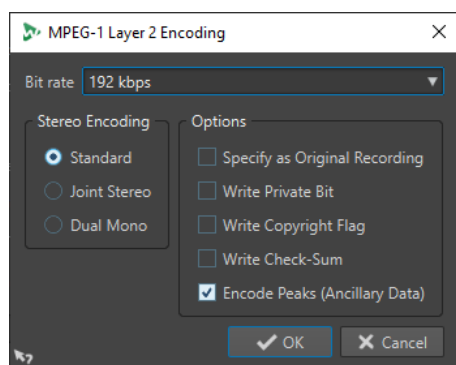 MPEG-1 Layer 2 Encoding
Bit rate 192 kbps
Stereo Encoding
Standard
Joint Stereo
Dual Mono
Options
Specify as Original Recording
Write Private Bit
Write Copyright Flag
Write Check-Sum
Encode Peaks (Ancillary Data)
OK
Cancel